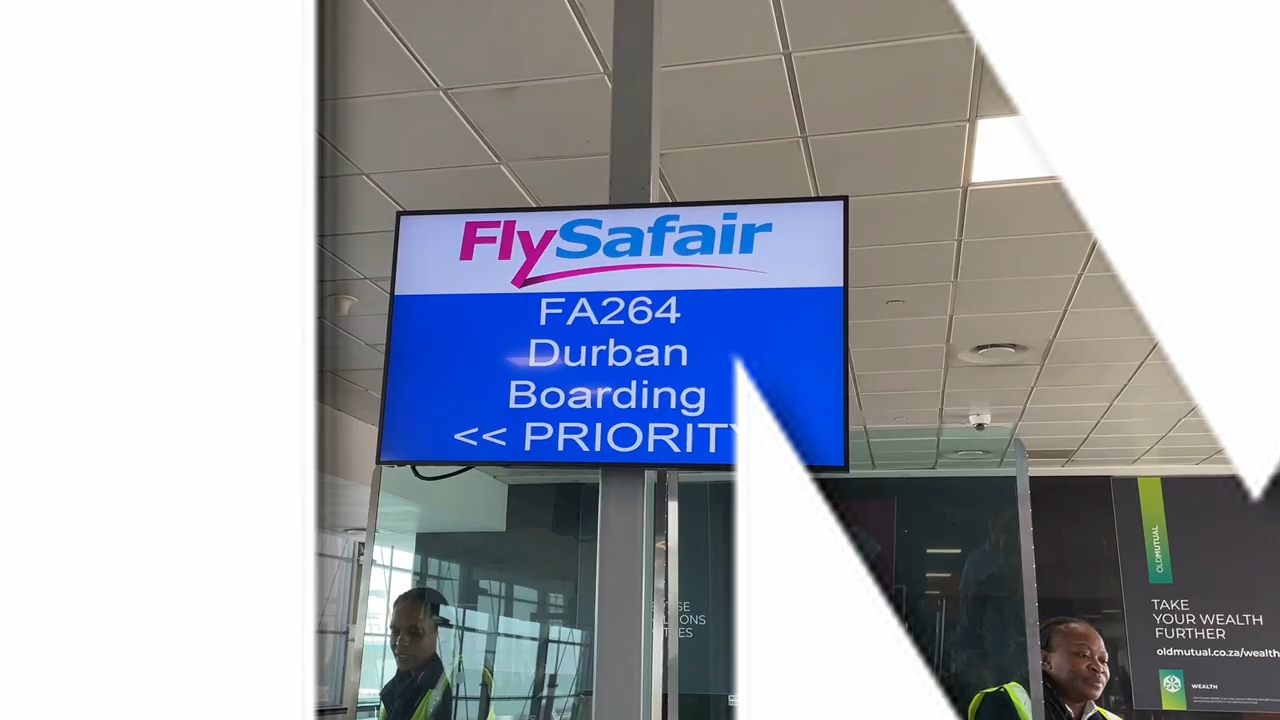 FlySafair
FA264
Durban
Boarding
<< PRIORITY
OLDMUTUAL
TAKE
YOUR WEALTH
FURTHER
oldmutual.co.za/wealth
WEALTH